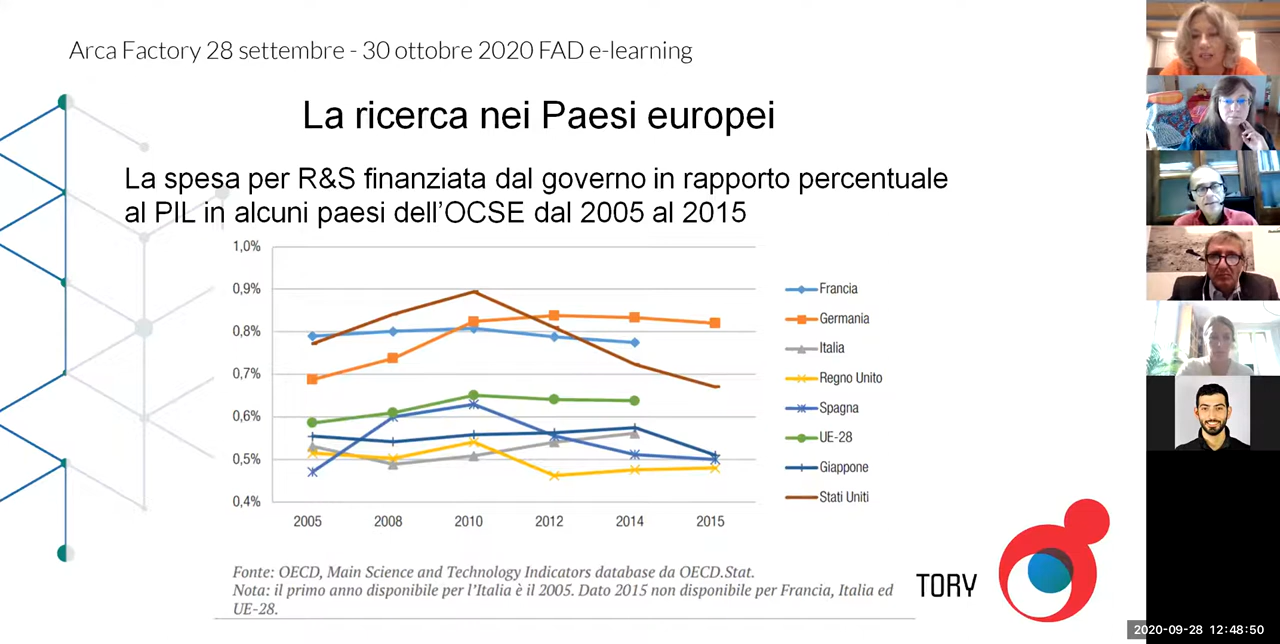 Arca Factory 28 settembre - 30 ottobre 2020 FAD e-learning
La ricerca nei Paesi europei
La spesa per R&S finanziata dal governo in rapporto percentuale
al PIL in alcuni paesi dell'OCSE dal 2005 al 2015
1,0%
0,9%
0,8%
0,7%
0,6%
0,5%
0,4%
2005 2008 2010 2012 2014 2015
Francia
Germania
Italia
Regno Unito
Spagna
UE-28
Giappone
Stati Uniti
Fonte: OECD, Main Science and Technology Indicators database da OECD.Stat.
Nota: il primo anno disponibile per l'Italia è il 2005. Dato 2015 non disponibile per Francia, Italia ed
UE-28.
TORY
2020-09-28 12:48:50